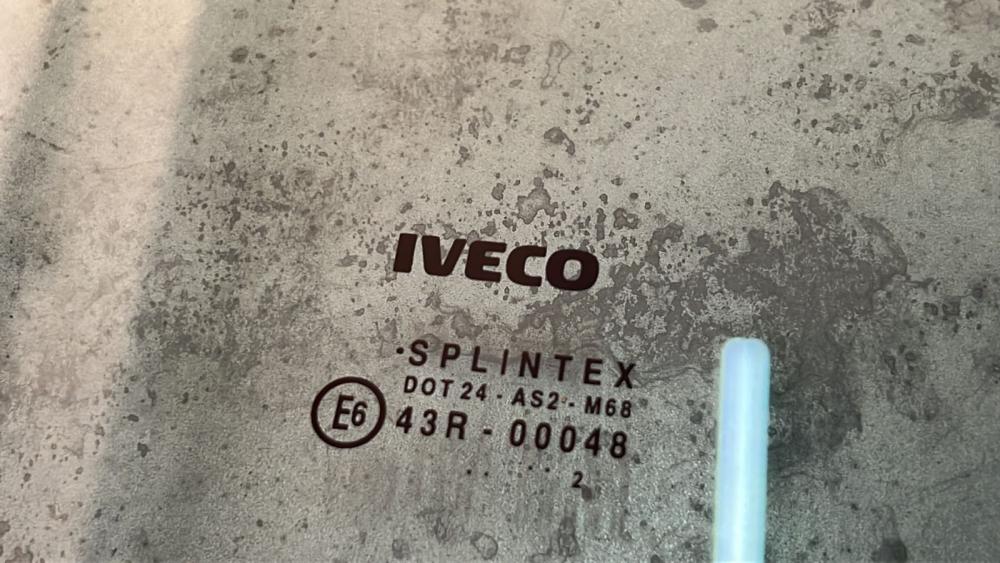 IVECO
·SPLINTEX
DOT 24 - AS2 - M68
E6 43R - 00048
.. .. 2